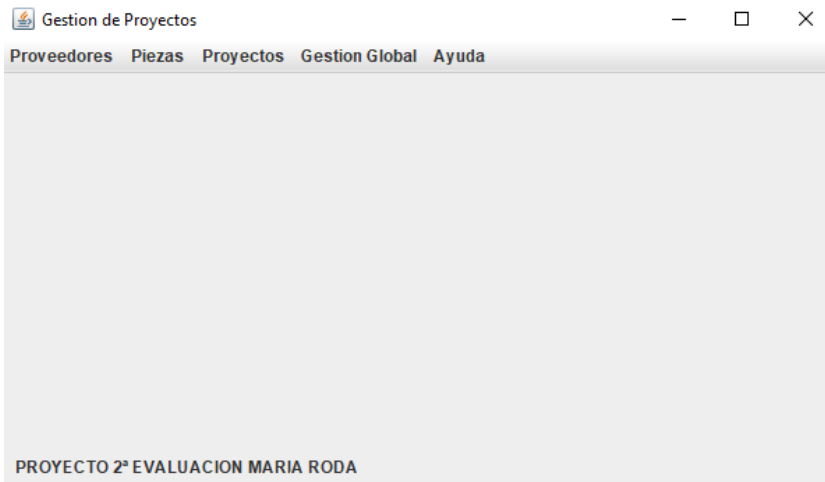 Gestion de Proyectos
Proveedores Piezas Proyectos Gestion Global Ayuda
PROYECTO 2ª EVALUACION MARIA RODA